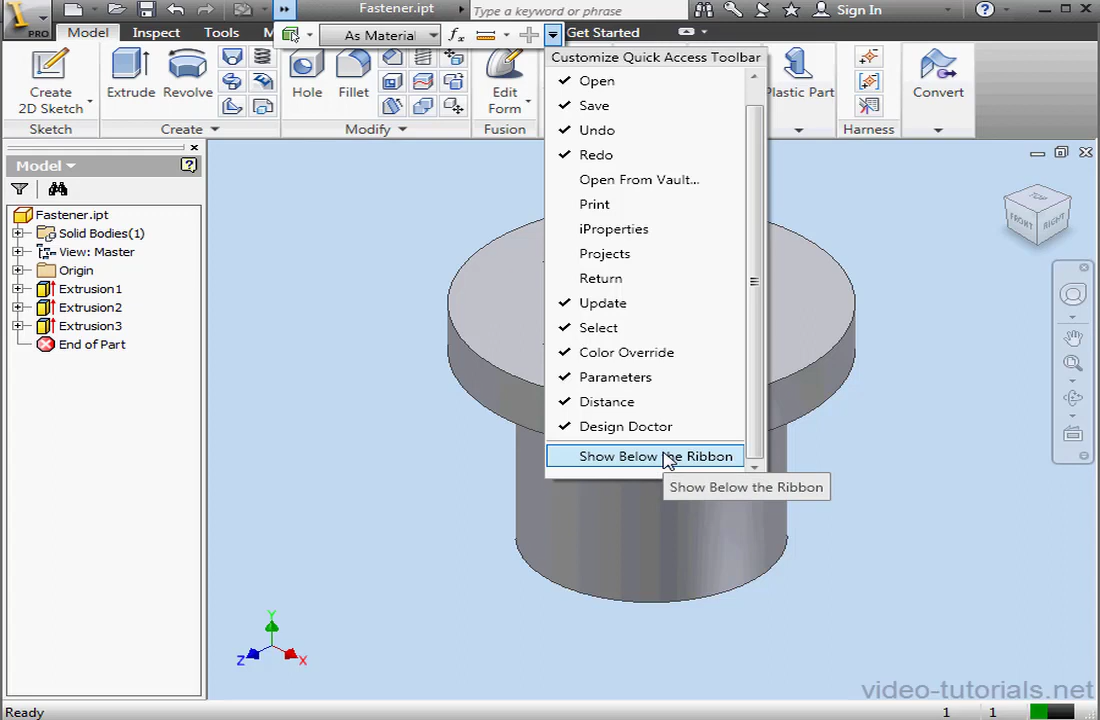 Fastener.ipt
Type a keyword or phrase
Sign In
PRO
Model
Inspect
Tools
M
As Material
Get Started
Create
2D Sketch
Extrude
Revolve
Hole
Fillet
Edit
Form
Plastic Part
Convert
Sketch
Create
Modify
Fusion
Harness
Customize Quick Access Toolbar
Open
Save
Undo
Redo
Open From Vault...
Print
iProperties
Projects
Return
Update
Select
Color Override
Parameters
Distance
Design Doctor
Show Below the Ribbon
Show Below the Ribbon
Model
Fastener.ipt
Solid Bodies(1)
View: Master
Origin
Extrusion1
Extrusion2
Extrusion3
End of Part
TOP
FRONT
RIGHT
Y
Z
X
video-tutorials.net
Ready
1
1